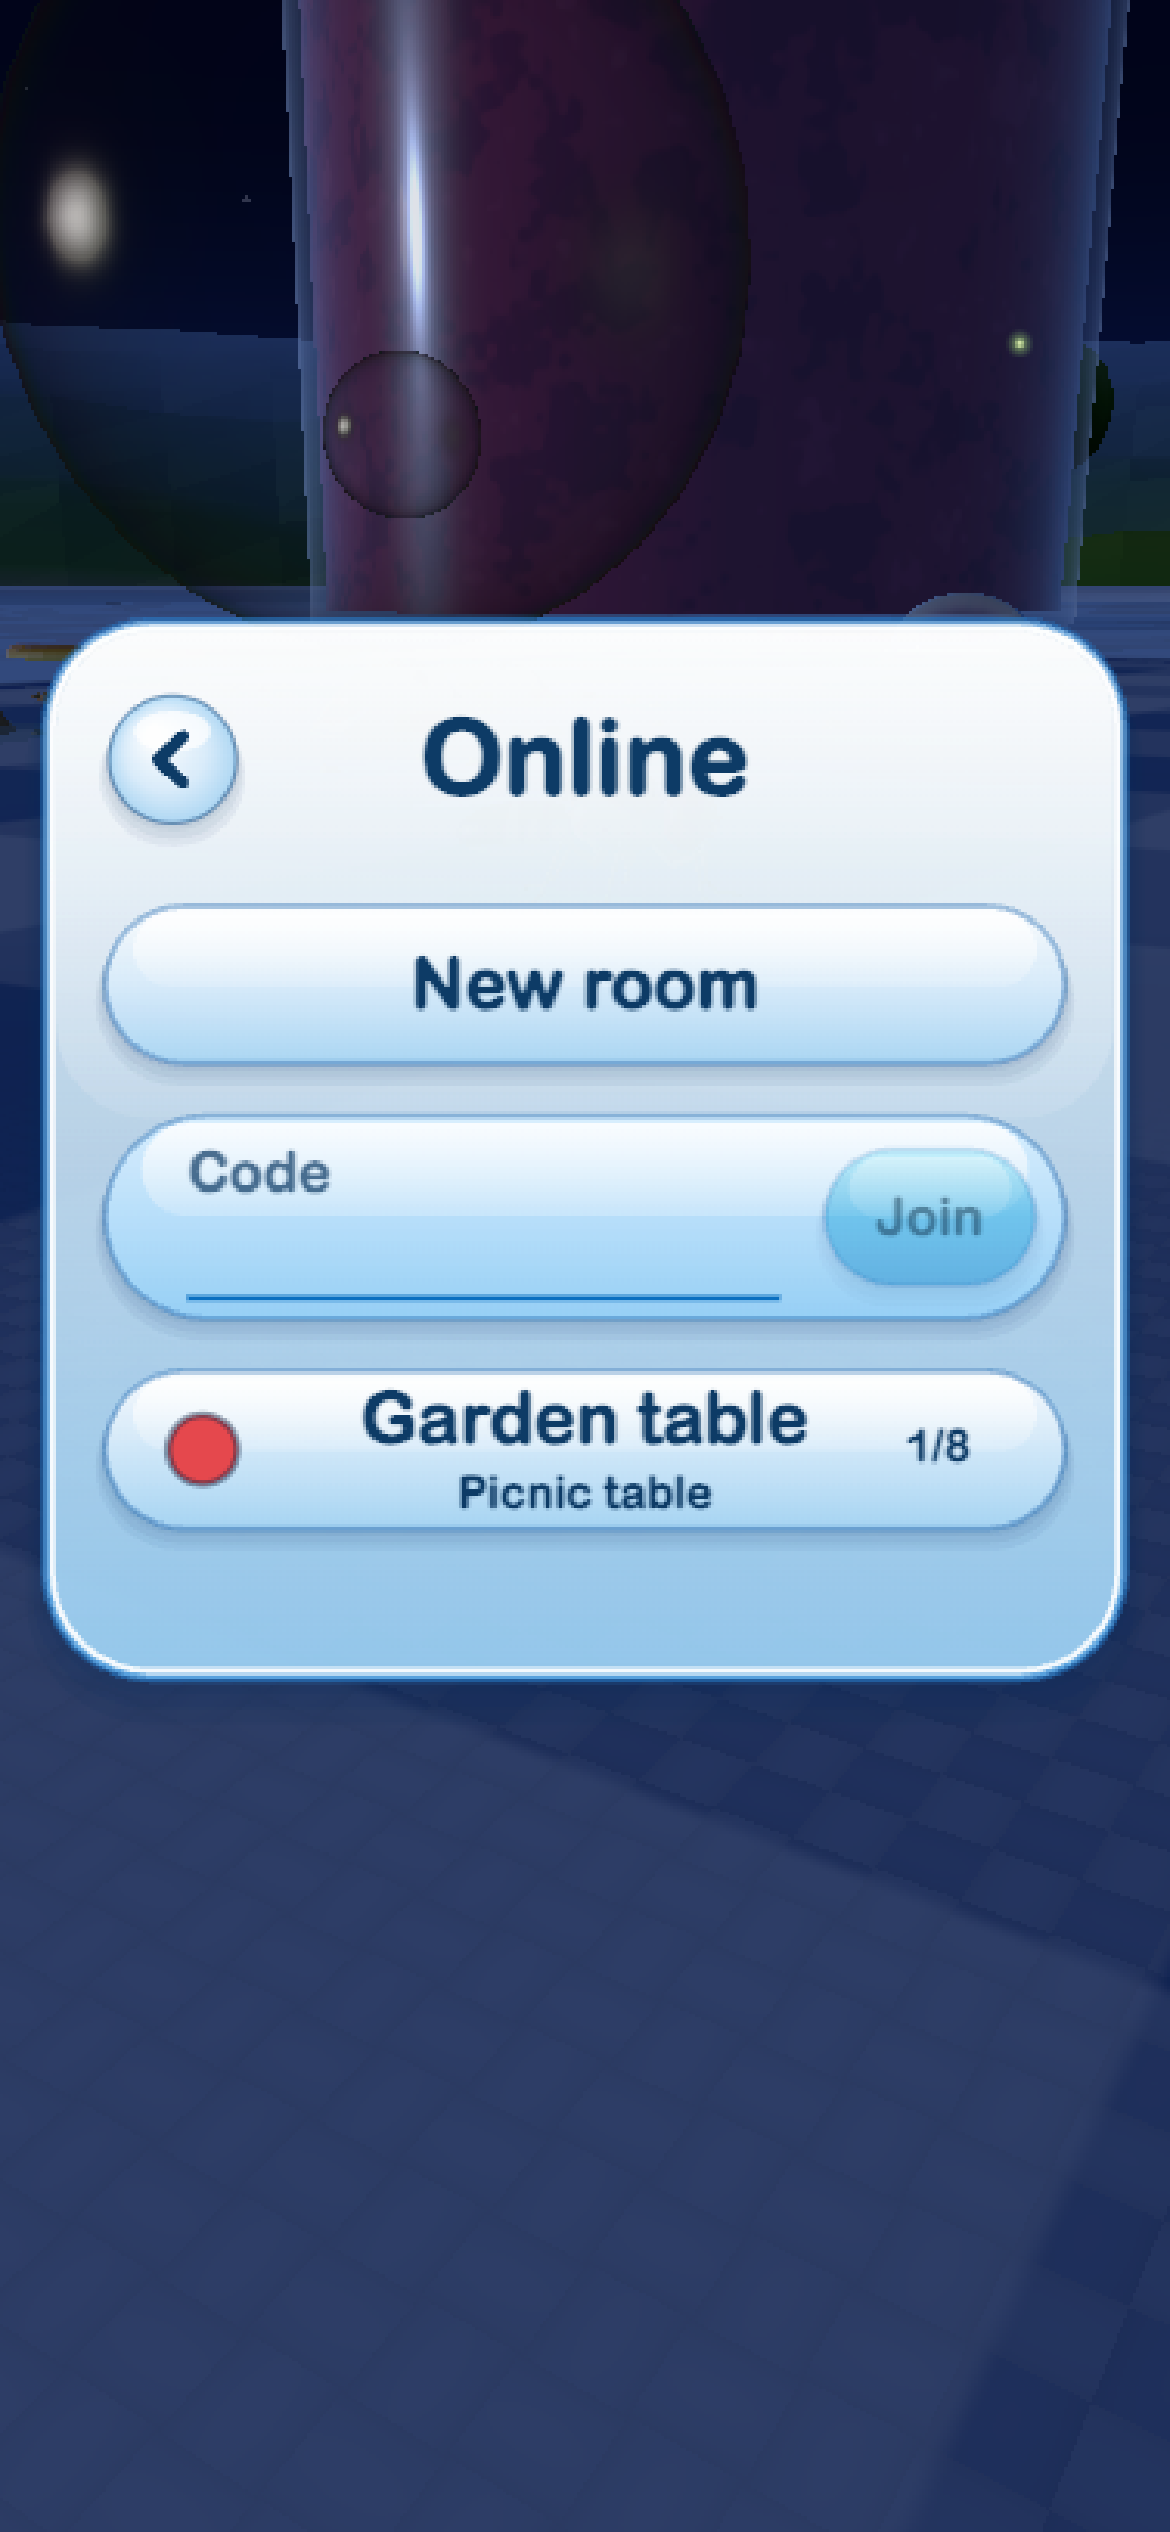 Online
New room
Code
Join
Garden table
1/8
Picnic table